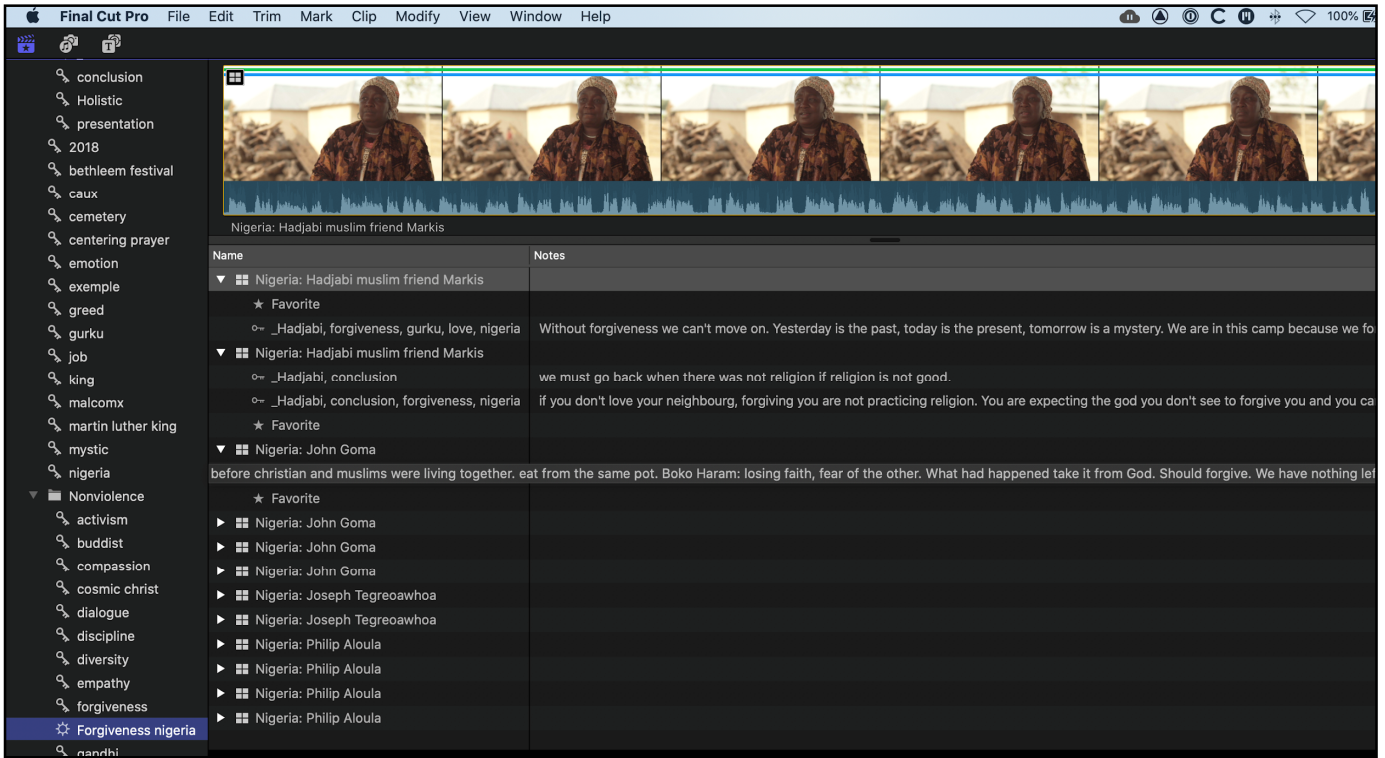 Final Cut Pro File Edit Trim Mark Clip Modify View Window Help 100%
conclusion
Holistic
presentation
2018
bethleem festival
caux
cemetery
centering prayer
emotion
exemple
greed
gurku
job
king
malcomx
martin luther king
mystic
nigeria
Nonviolence
activism
buddist
compassion
cosmic christ
dialogue
discipline
diversity
empathy
forgiveness
Forgiveness nigeria
gandhi
Nigeria: Hadjabi muslim friend Markis
Name Notes
Nigeria: Hadjabi muslim friend Markis
Favorite
_Hadjabi, forgiveness, gurku, love, nigeria Without forgiveness we can't move on. Yesterday is the past, today is the present, tomorrow is a mystery. We are in this camp because we fo
Nigeria: Hadjabi muslim friend Markis
_Hadjabi, conclusion we must go back when there was not religion if religion is not good.
_Hadjabi, conclusion, forgiveness, nigeria if you don't love your neighbourg, forgiving you are not practicing religion. You are expecting the god you don't see to forgive you and you ca
Favorite
Nigeria: John Goma
before christian and muslims were living together. eat from the same pot. Boko Haram: losing faith, fear of the other. What had happened take it from God. Should forgive. We have nothing lef
Favorite
Nigeria: John Goma
Nigeria: John Goma
Nigeria: John Goma
Nigeria: Joseph Tegreoawhoa
Nigeria: Joseph Tegreoawhoa
Nigeria: Philip Aloula
Nigeria: Philip Aloula
Nigeria: Philip Aloula
Nigeria: Philip Aloula